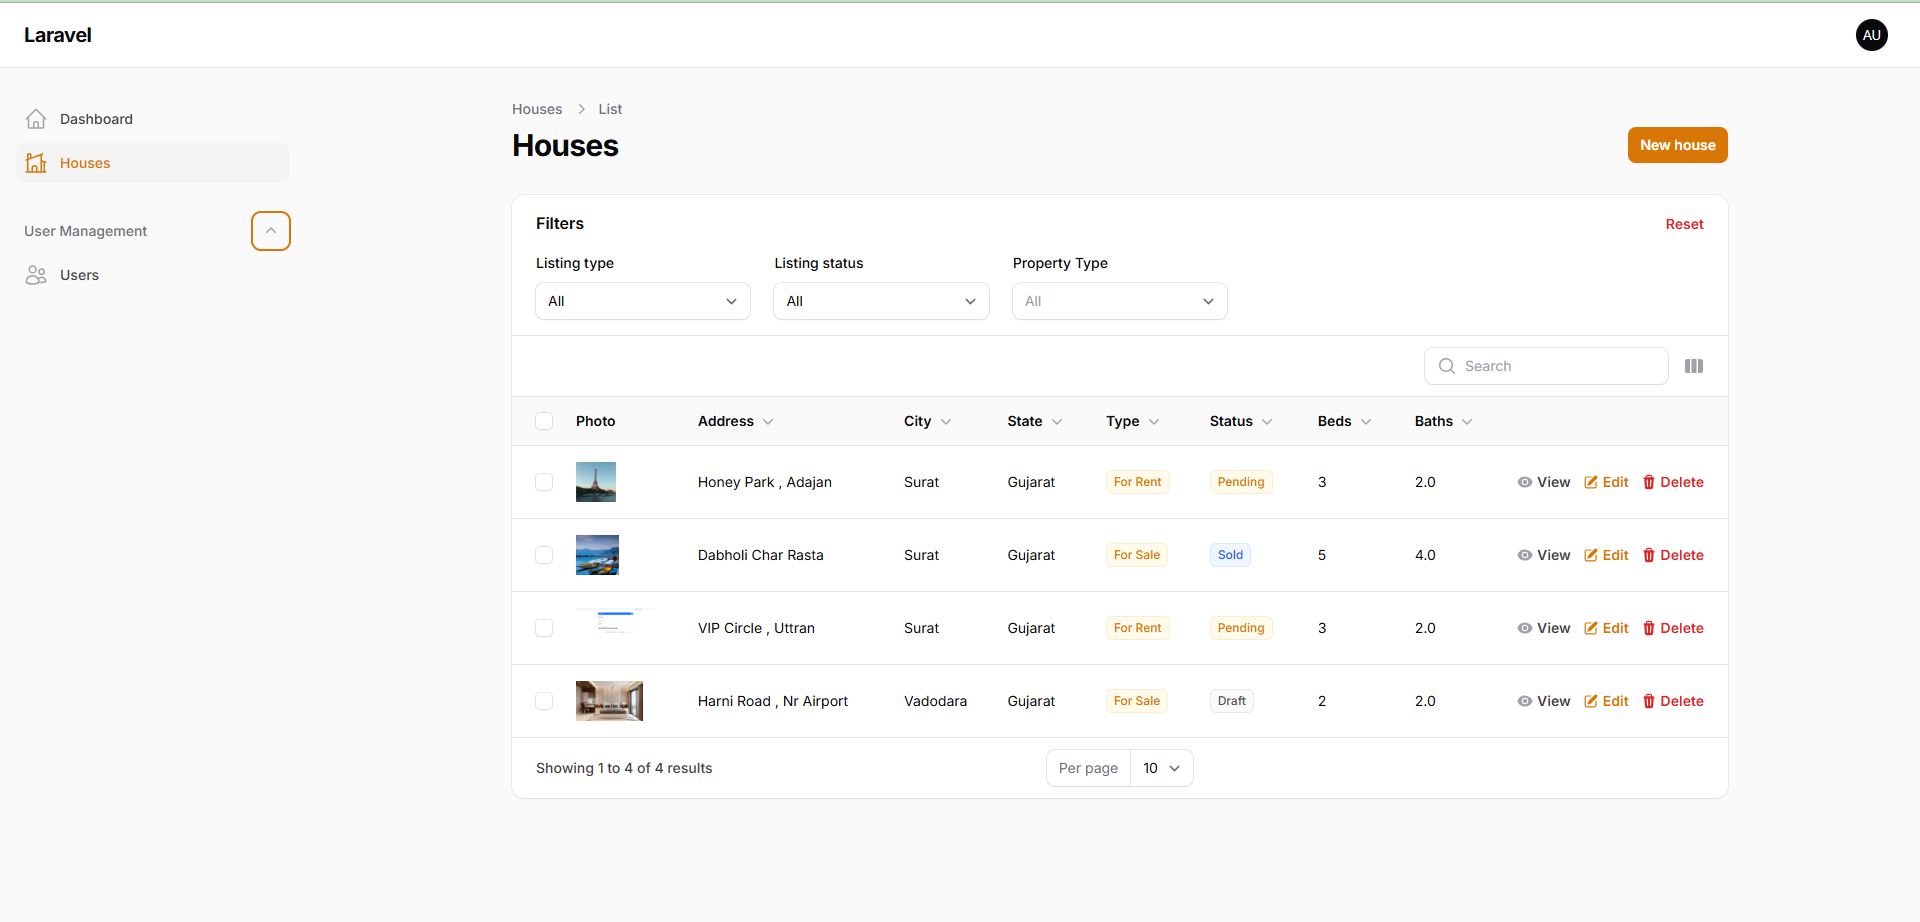 Laravel
AU
Dashboard
Houses
User Management
Users
Houses > List
Houses
New house
Filters
Reset
Listing type Listing status Property Type
All All All
Search
Photo Address City State Type Status Beds Baths
Honey Park , Adajan Surat Gujarat For Rent Pending 3 2.0 View Edit Delete
Dabholi Char Rasta Surat Gujarat For Sale Sold 5 4.0 View Edit Delete
VIP Circle , Uttran Surat Gujarat For Rent Pending 3 2.0 View Edit Delete
Harni Road , Nr Airport Vadodara Gujarat For Sale Draft 2 2.0 View Edit Delete
Showing 1 to 4 of 4 results Per page 10